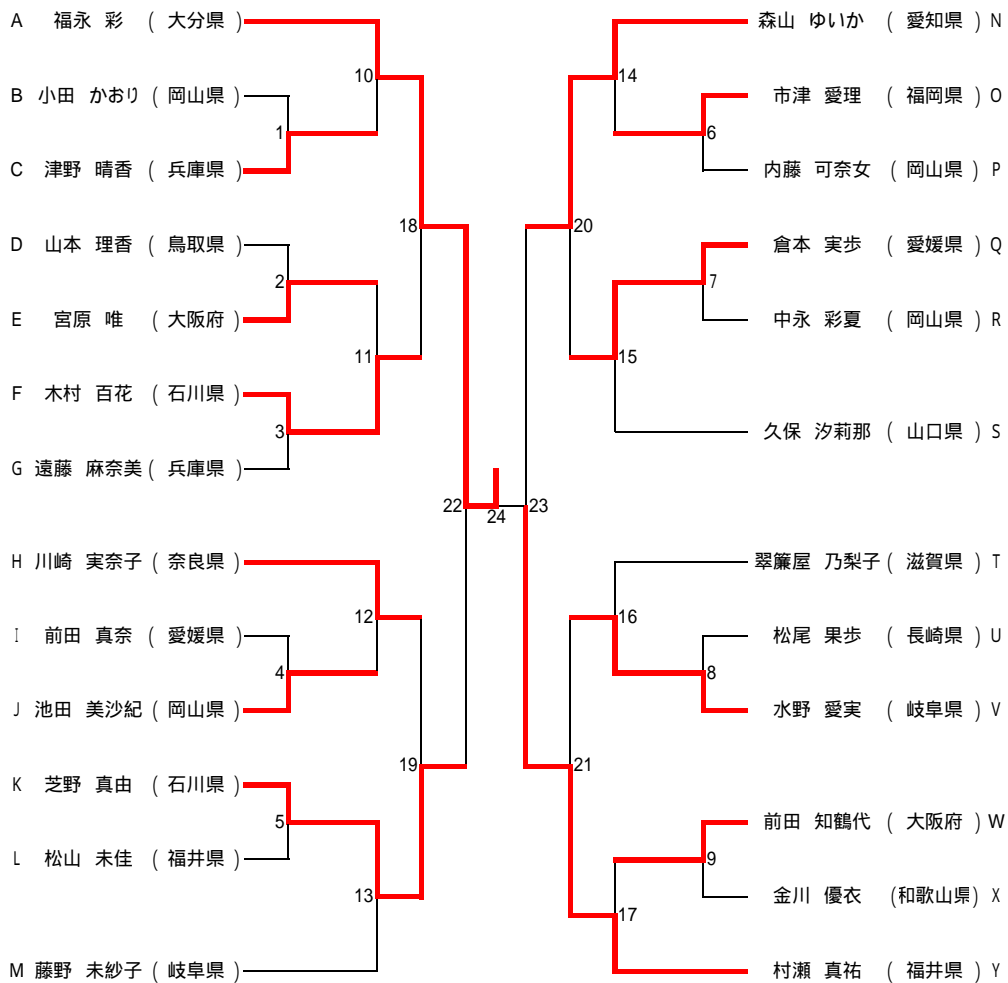 A 福永 彩 ( 大分県 )
10
B 小田 かおり ( 岡山県 )
1
C 津野 晴香 ( 兵庫県 )
18
D 山本 理香 ( 鳥取県 )
2
E 宮原 唯 ( 大阪府 )
11
F 木村 百花 ( 石川県 )
3
G 遠藤 麻奈美 ( 兵庫県 )
22
24
H 川崎 実奈子 ( 奈良県 )
12
I 前田 真奈 ( 愛媛県 )
4
J 池田 美沙紀 ( 岡山県 )
19
K 芝野 真由 ( 石川県 )
5
L 松山 未佳 ( 福井県 )
13
M 藤野 未紗子 ( 岐阜県 )
森山 ゆいか ( 愛知県 ) N
14
市津 愛理 ( 福岡県 ) O
6
内藤 可奈女 ( 岡山県 ) P
20
倉本 実歩 ( 愛媛県 ) Q
7
中永 彩夏 ( 岡山県 ) R
15
久保 汐莉那 ( 山口県 ) S
23
翠簾屋 乃梨子 ( 滋賀県 ) T
16
松尾 果歩 ( 長崎県 ) U
8
水野 愛実 ( 岐阜県 ) V
21
前田 知鶴代 ( 大阪府 ) W
9
金川 優衣 (和歌山県) X
17
村瀬 真祐 ( 福井県 ) Y